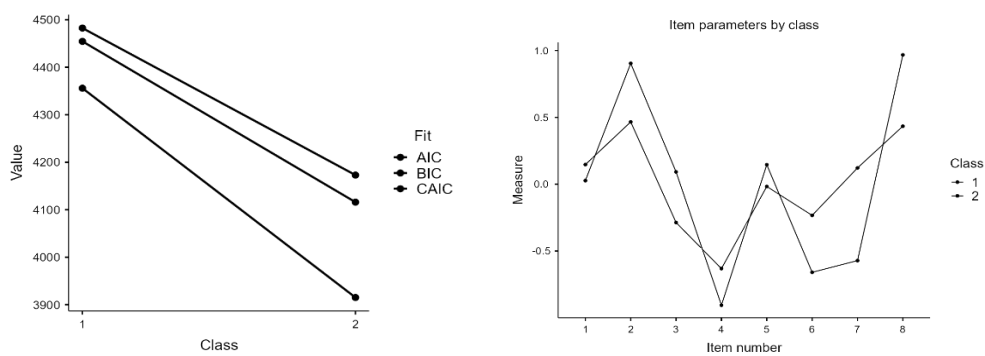 4500
4400
4300
4200
4100
4000
3900
Value
1
2
Class
Fit
AIC
BIC
CAIC
Item parameters by class
1.0
0.5
0.0
-0.5
Measure
1 2 3 4 5 6 7 8
Item number
Class
1
2